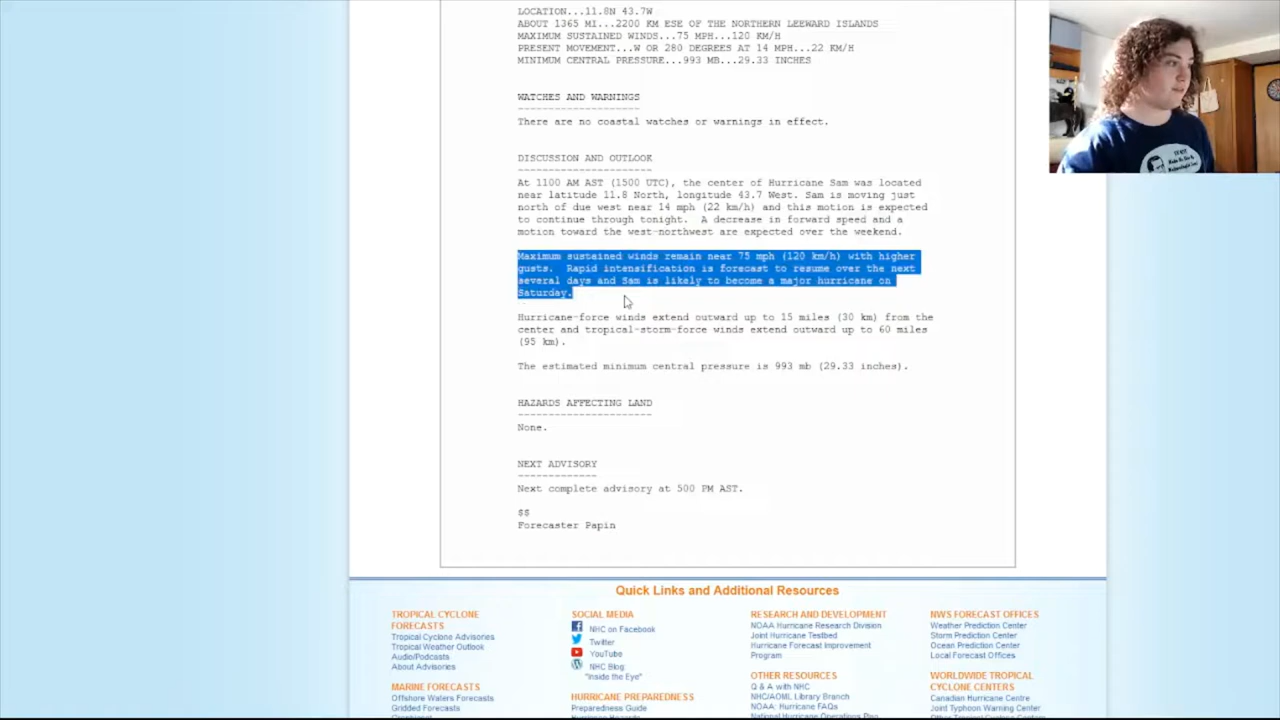 LOCATION...11.8N 43.7W
ABOUT 1365 MI...2200 KM ESE OF THE NORTHERN LEEWARD ISLANDS
MAXIMUM SUSTAINED WINDS...75 MPH...120 KM/H
PRESENT MOVEMENT...W OR 280 DEGREES AT 14 MPH...22 KM/H
MINIMUM CENTRAL PRESSURE...993 MB...29.33 INCHES
WATCHES AND WARNINGS
--------------------
There are no coastal watches or warnings in effect.
DISCUSSION AND OUTLOOK
----------------------
At 1100 AM AST (1500 UTC), the center of Hurricane Sam was located
near latitude 11.8 North, longitude 43.7 West. Sam is moving just
north of due west near 14 mph (22 km/h) and this motion is expected
to continue through tonight.  A decrease in forward speed and a
motion toward the west-northwest are expected over the weekend.
Maximum sustained winds remain near 75 mph (120 km/h) with higher
gusts.  Rapid intensification is forecast to resume over the next
several days and Sam is likely to become a major hurricane on
Saturday.
Hurricane-force winds extend outward up to 15 miles (30 km) from the
center and tropical-storm-force winds extend outward up to 60 miles
(95 km).
The estimated minimum central pressure is 993 mb (29.33 inches).
HAZARDS AFFECTING LAND
----------------------
None.
NEXT ADVISORY
-------------
Next complete advisory at 500 PM AST.
$$
Forecaster Papin
Quick Links and Additional Resources
TROPICAL CYCLONE
FORECASTS
Tropical Cyclone Advisories
Tropical Weather Outlook
Audio/Podcasts
About Advisories
MARINE FORECASTS
Offshore Waters Forecasts
Gridded Forecasts
SOCIAL MEDIA
NHC on Facebook
Twitter
YouTube
NHC Blog:
"Inside the Eye"
HURRICANE PREPAREDNESS
Preparedness Guide
RESEARCH AND DEVELOPMENT
NOAA Hurricane Research Division
Joint Hurricane Testbed
Hurricane Forecast Improvement
Program
OTHER RESOURCES
Q & A with NHC
NHC/AOML Library Branch
NOAA: Hurricane FAQs
National Hurricane Operations Plan
NWS FORECAST OFFICES
Weather Prediction Center
Storm Prediction Center
Ocean Prediction Center
Local Forecast Offices
WORLDWIDE TROPICAL
CYCLONE CENTERS
Canadian Hurricane Centre
Joint Typhoon Warning Center